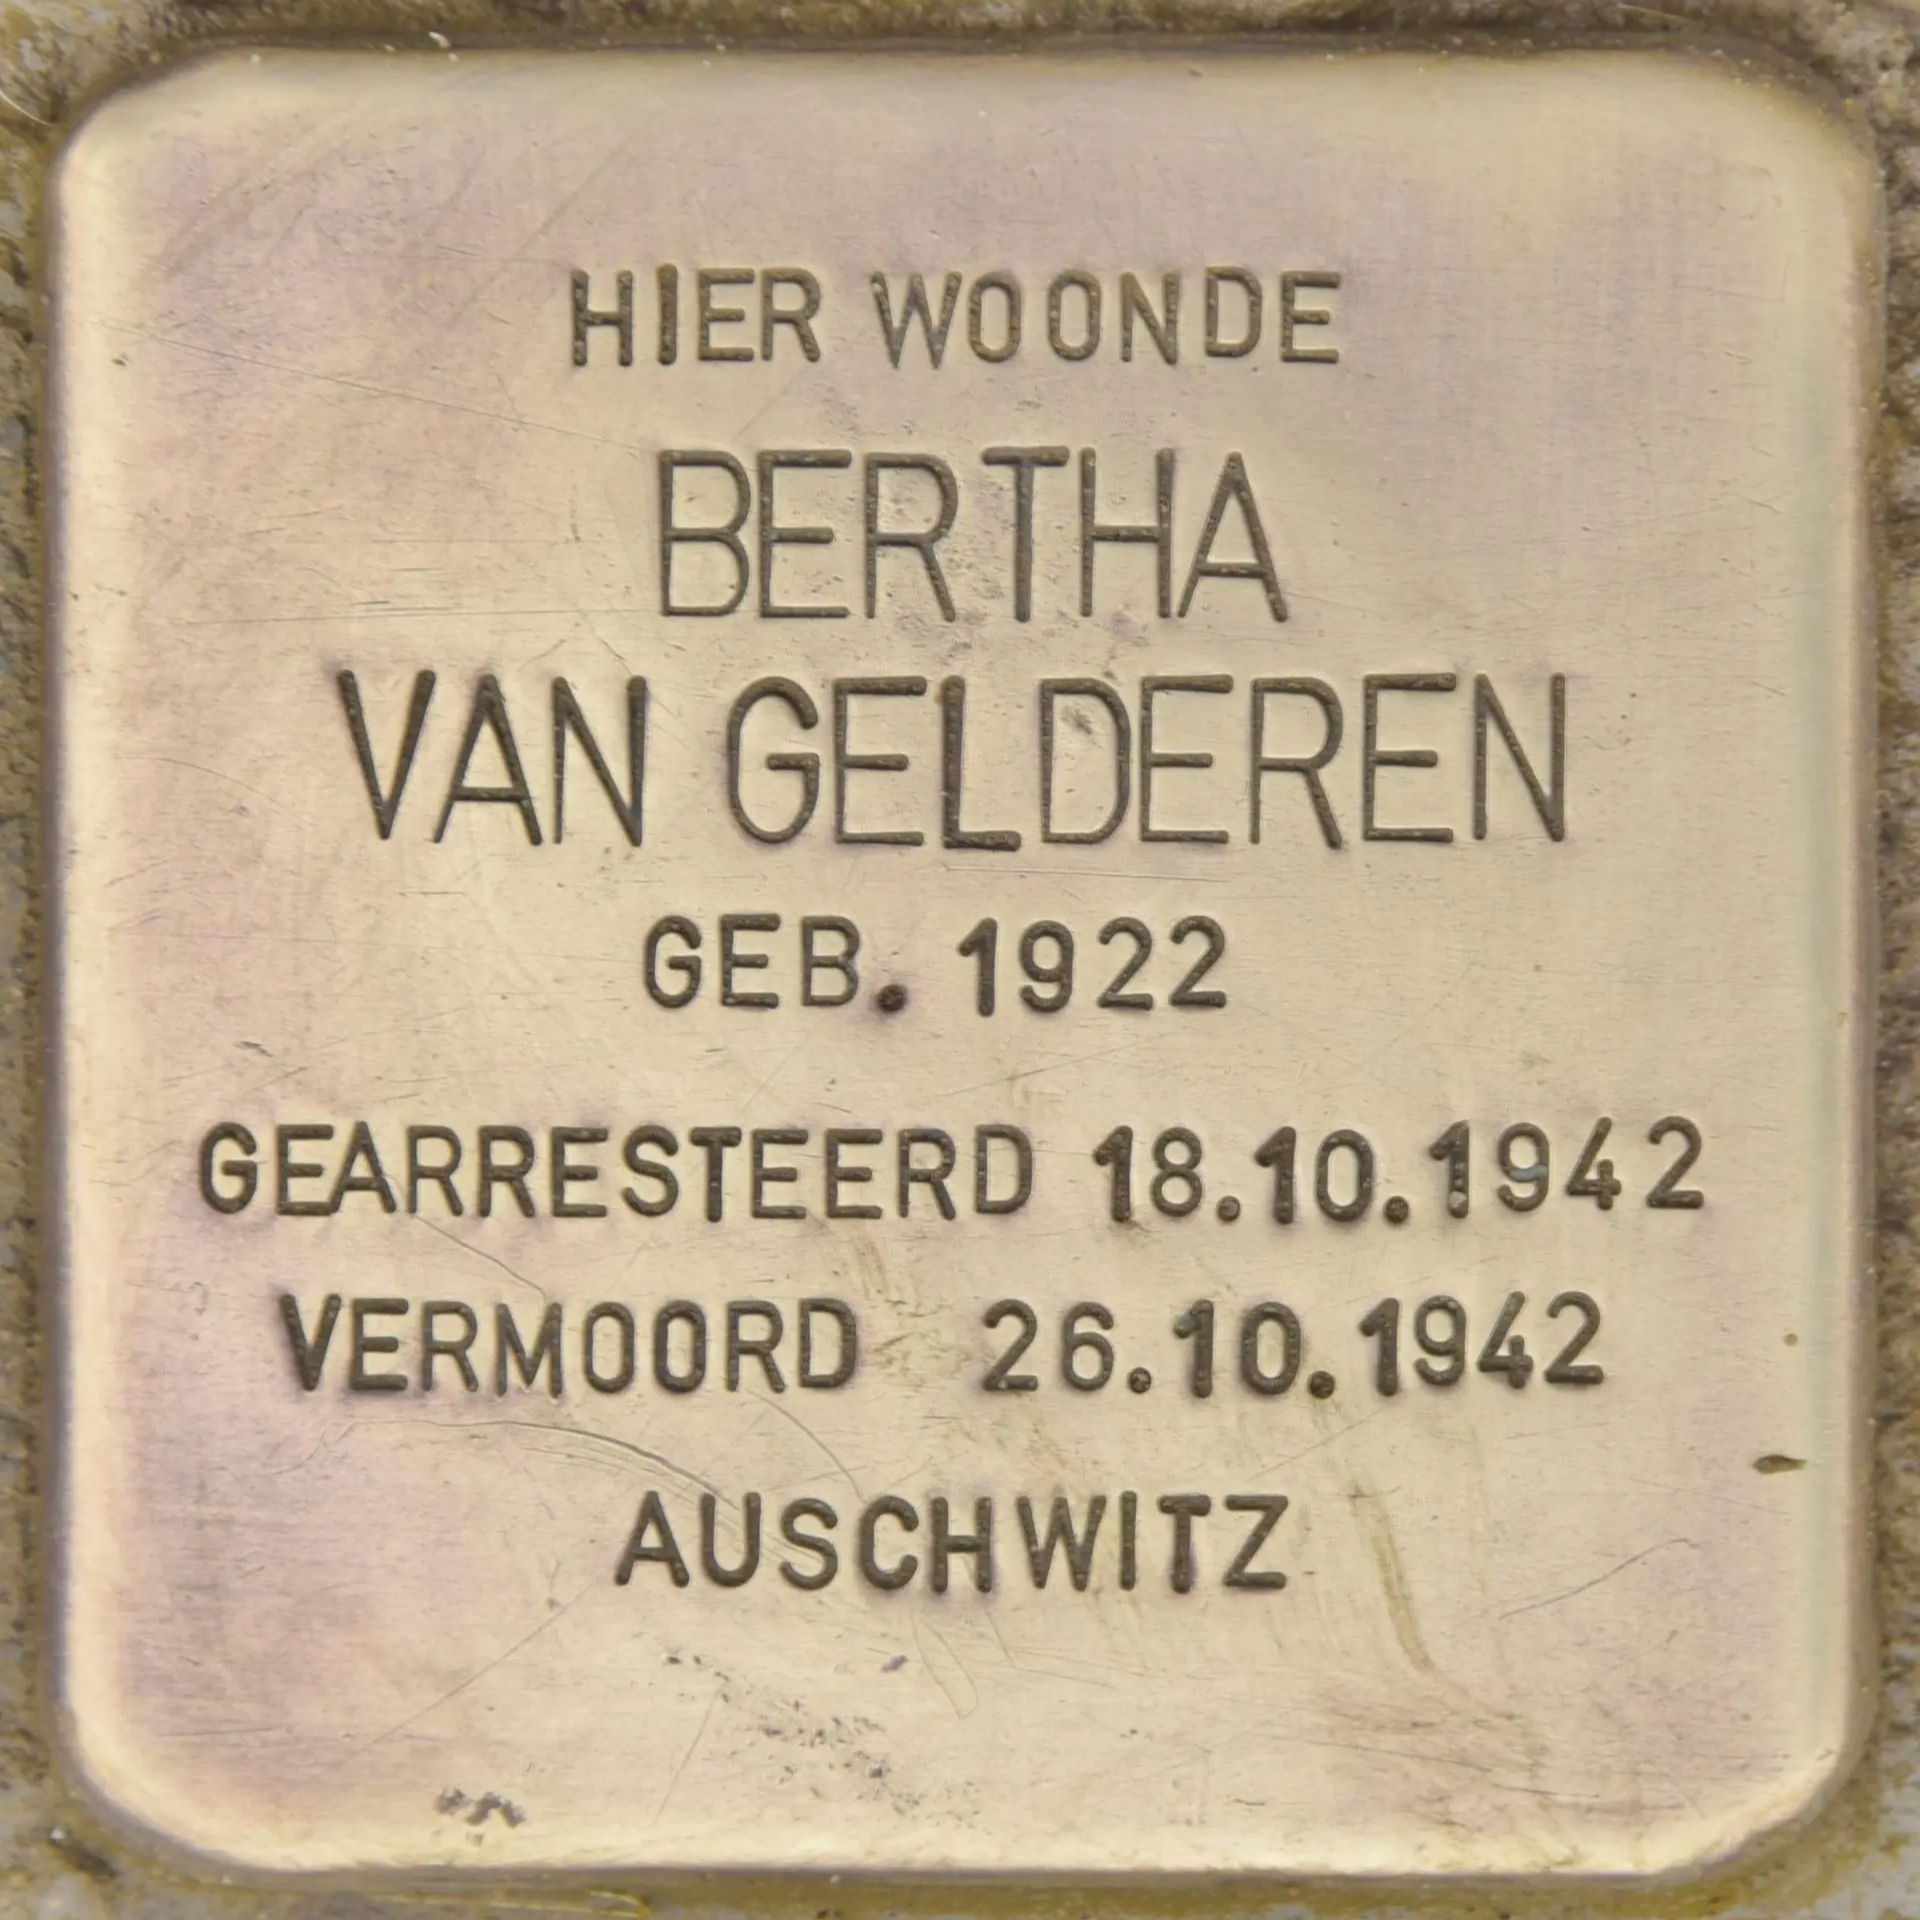 HIER WOONDE
BERTHA
VAN GELDEREN
GEB. 1922
GEARRESTEERD 18.10.1942
VERMOORD 26.10.1942
AUSCHWITZ